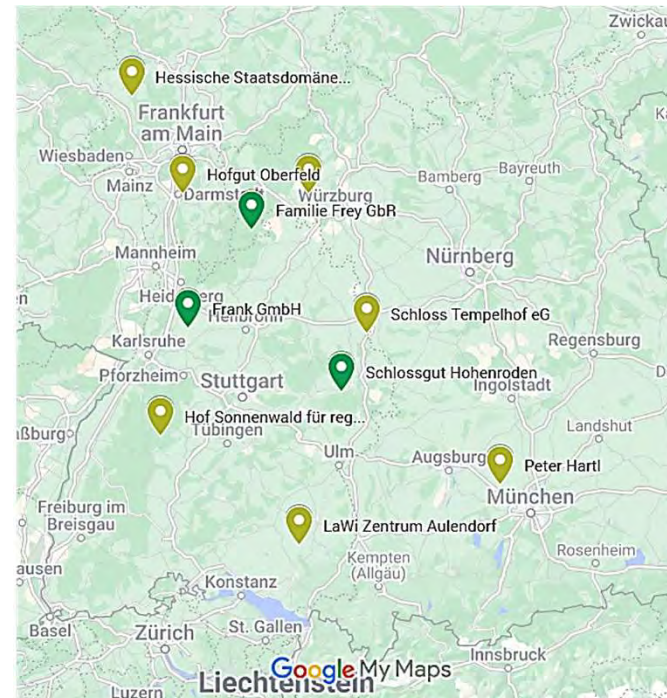 Zwickau
Hessische Staatsdomäne...
Frankfurt
am Main
Wiesbaden
Mainz
Hofgut Oberfeld
Darmstadt
Würzburg
Bamberg
Bayreuth
Familie Frey GbR
Mannheim
Nürnberg
Heidelberg
Frank GmbH
Heilbronn
Schloss Tempelhof eG
Karlsruhe
Regensburg
Pforzheim
Schlossgut Hohenroden
Stuttgart
Ingolstadt
Hof Sonnenwald für reg...
Tübingen
Landshut
aßburg
Ulm
Augsburg
Peter Hartl
München
Freiburg im
Breisgau
LaWi Zentrum Aulendorf
Rosenheim
Kempten
(Allgäu)
ausen
Konstanz
Basel
Zürich
St. Gallen
Innsbruck
Google My Maps
Liechtenstein
Luzern